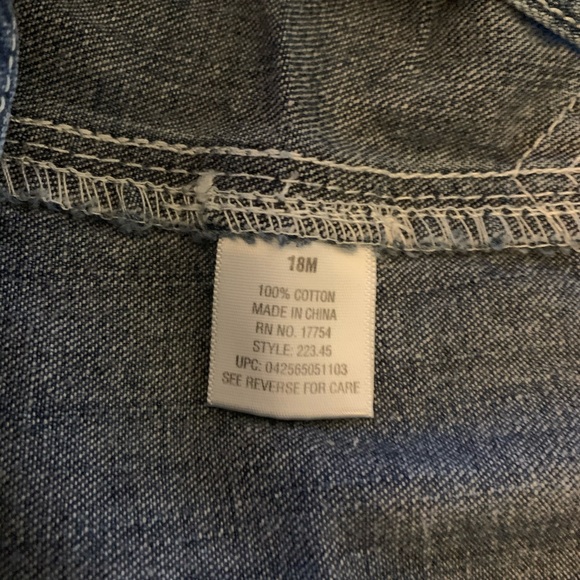 18M
100% COTTON
MADE IN CHINA
RN NO. 17754
STYLE: 223.45
UPC: 042565051103
SEE REVERSE FOR CARE